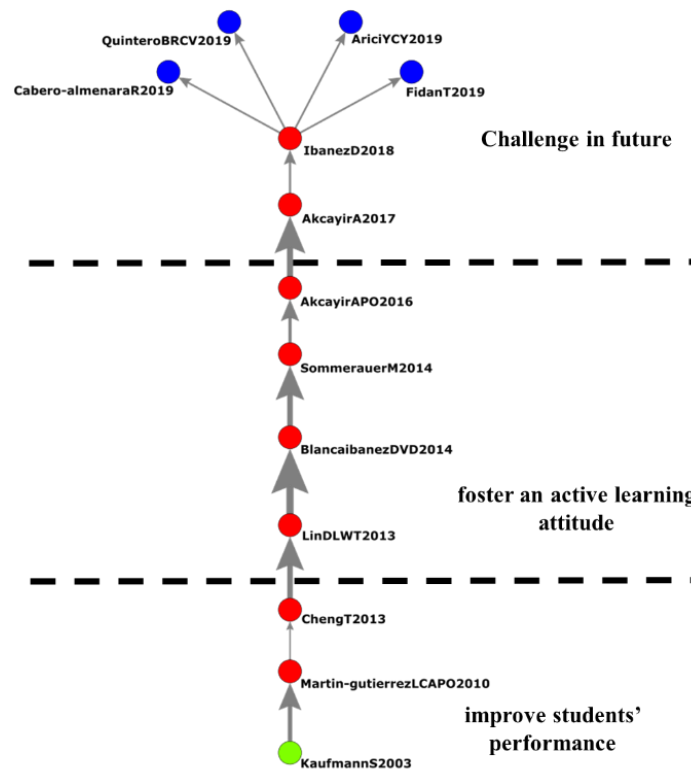 QuinteroBRCV2019
AriciYCY2019
Cabero-almenaraR2019
FidanT2019
IbanezD2018
Challenge in future
AkcayirA2017
AkcayirAPO2016
SommerauerM2014
BlancaibanezDVD2014
foster an active learning
attitude
LinDLWT2013
ChengT2013
Martin-gutierrezLCAPO2010
improve students’
performance
KaufmannS2003